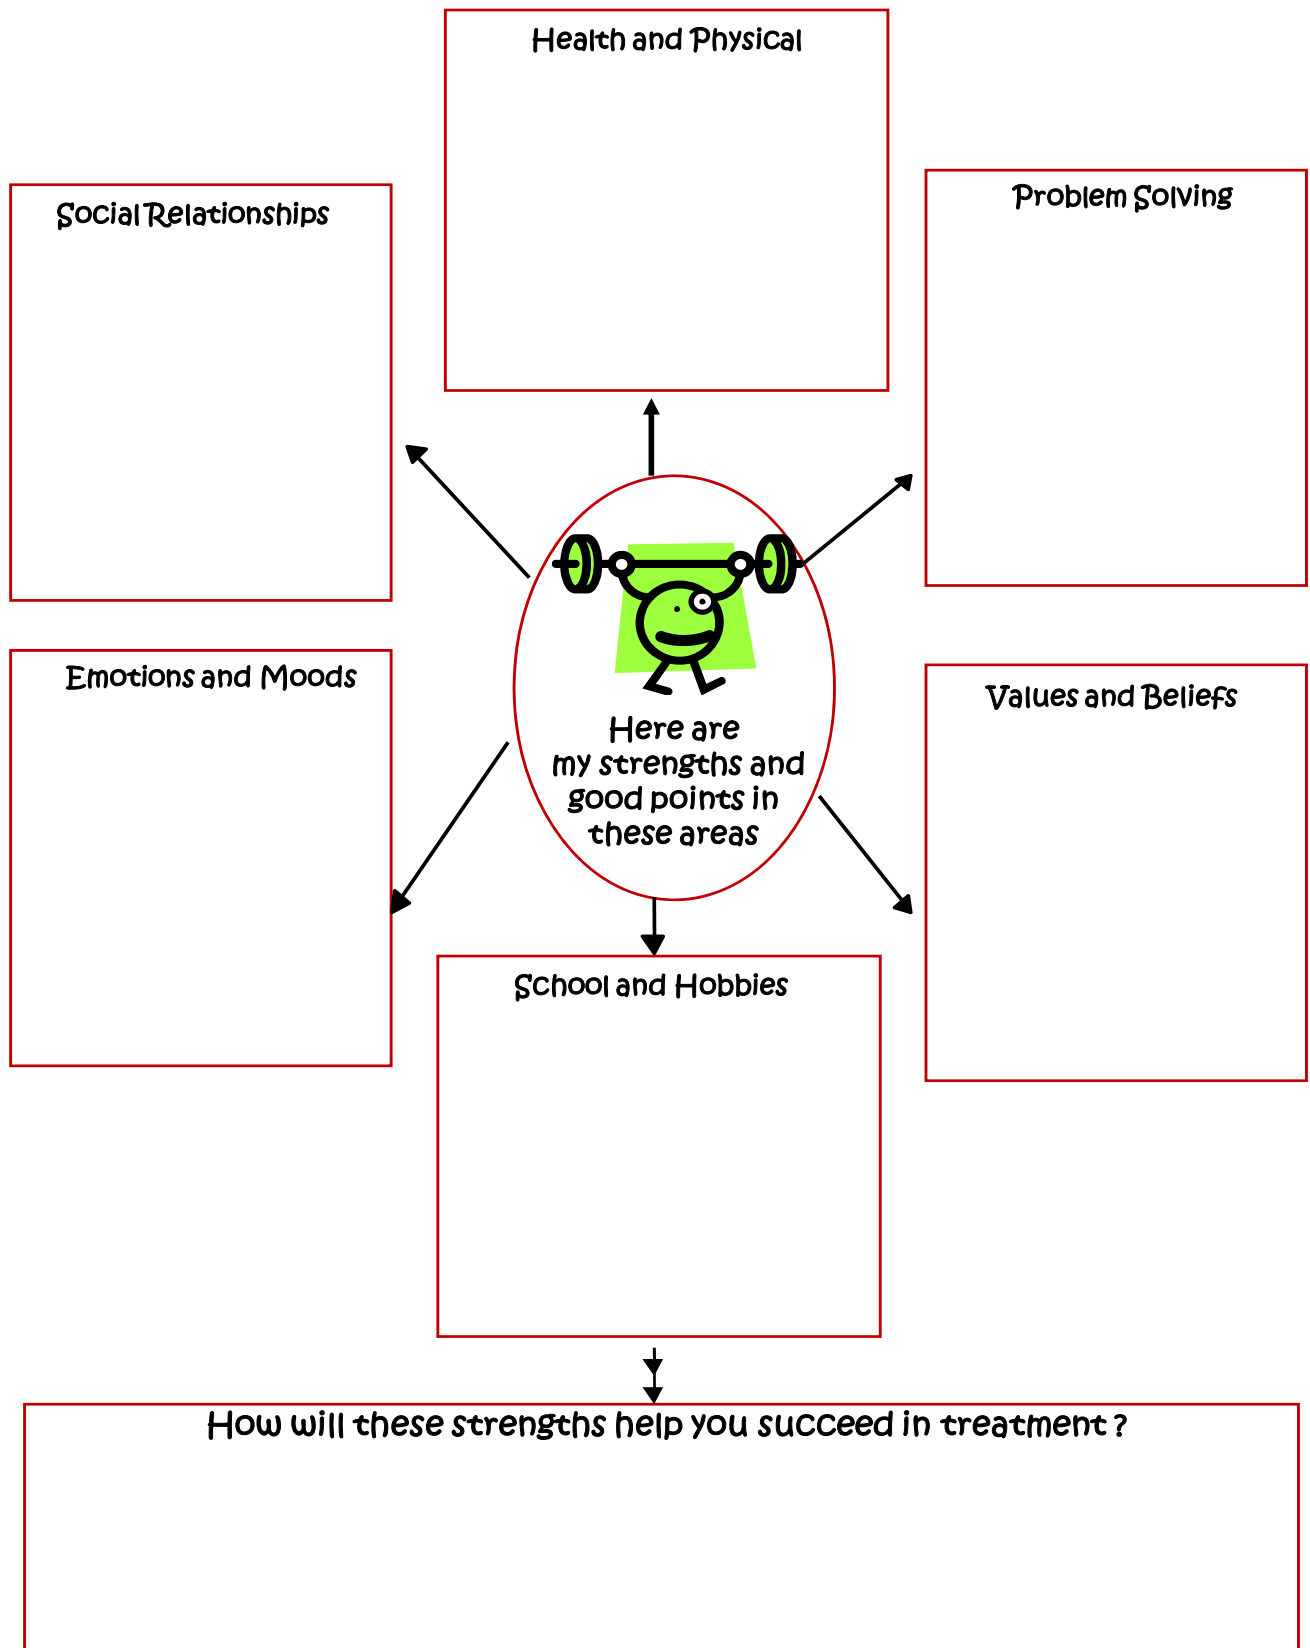 Health and Physical
Problem Solving
Social Relationships
Emotions and Moods
Values and Beliefs
Here are
my strengths and
good points in
these areas
School and Hobbies
How will these strengths help you succeed in treatment ?